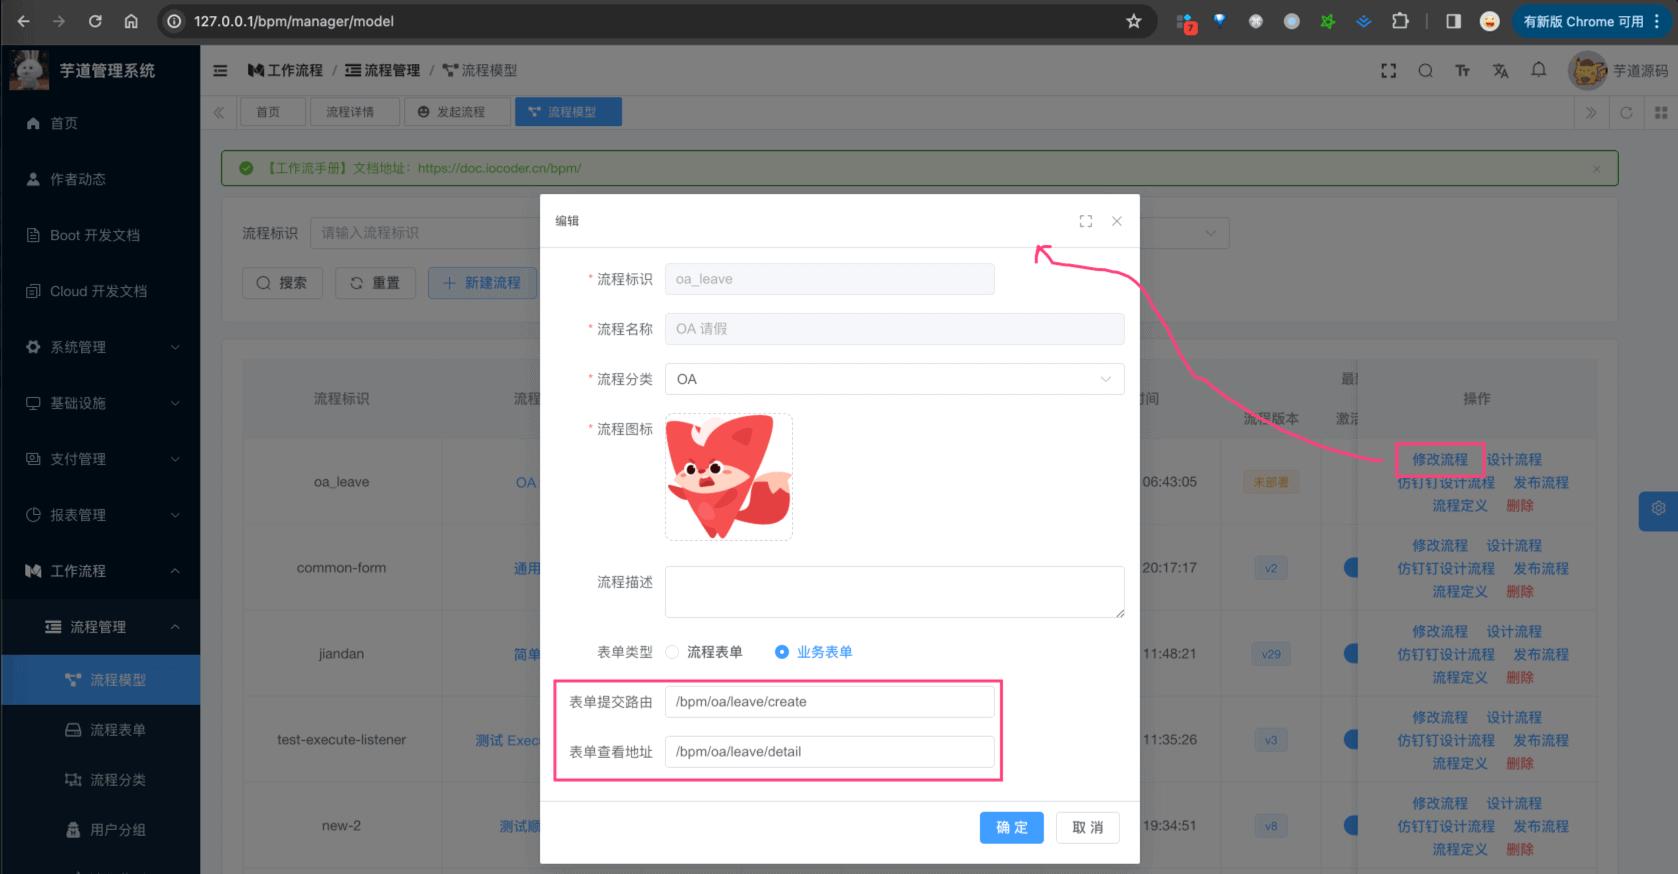 127.0.0.1/bpm/manager/model
7
有新版 Chrome 可用
芋道管理系统
工作流程 / 流程管理 / 流程模型
芋道源码
首页
流程详情
发起流程
流程模型
首页
作者动态
Boot 开发文档
Cloud 开发文档
系统管理
基础设施
支付管理
报表管理
工作流程
流程管理
流程模型
流程表单
流程分类
用户分组
【工作流手册】文档地址：https://doc.iocoder.cn/bpm/
流程标识
请输入流程标识
搜索
重置
新建流程
编辑
* 流程标识
oa_leave
* 流程名称
OA 请假
* 流程分类
OA
* 流程图标
流程描述
表单类型
流程表单
业务表单
表单提交路由
/bpm/oa/leave/create
表单查看地址
/bpm/oa/leave/detail
确 定
取 消
流程标识
流程
时间
流程版本
激活
操作
oa_leave
OA
06:43:05
未部署
修改流程 设计流程
仿钉钉设计流程 发布流程
流程定义 删除
common-form
通用
20:17:17
v2
修改流程 设计流程
仿钉钉设计流程 发布流程
流程定义 删除
jiandan
简单
11:48:21
v29
修改流程 设计流程
仿钉钉设计流程 发布流程
流程定义 删除
test-execute-listener
测试 Exec
11:35:26
v3
修改流程 设计流程
仿钉钉设计流程 发布流程
流程定义 删除
new-2
测试顺
19:34:51
v8
修改流程 设计流程
仿钉钉设计流程 发布流程
流程定义 删除